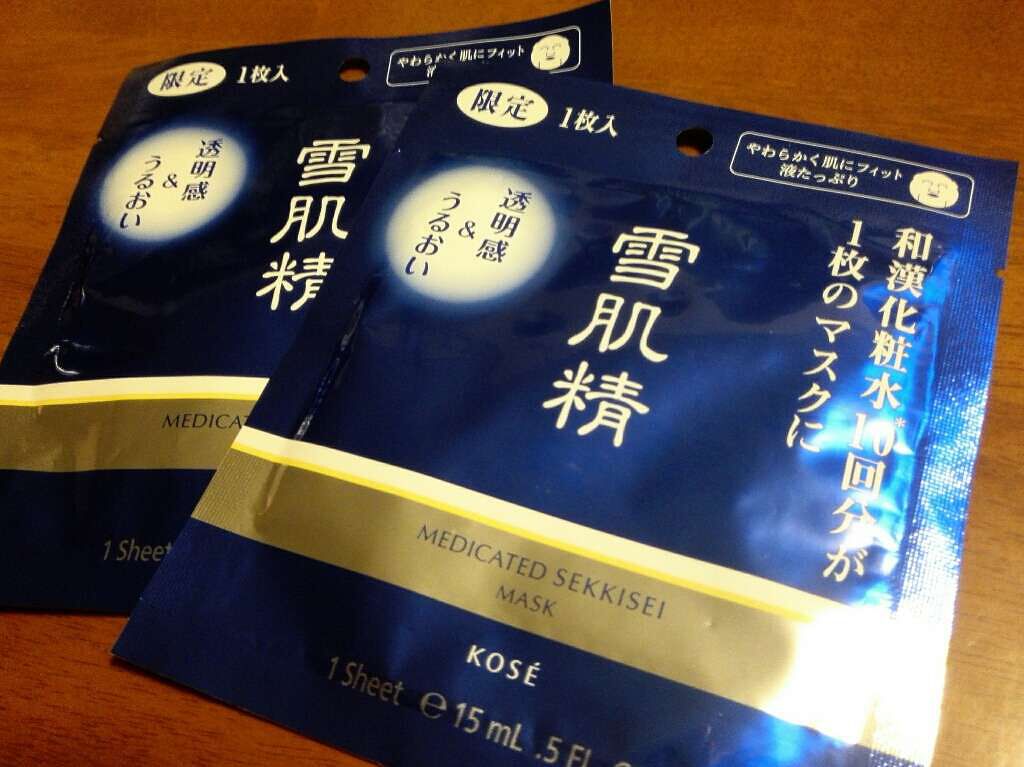 限定 1枚入
やわらかく肌にフィット
透明感
&
うるおい
雪肌精
1 Sheet
限定 1枚入
やわらかく肌にフィット
液たっぷり
透明感
&
うるおい
雪肌精
和漢化粧水*10回分が
1枚のマスクに
MEDICATED SEKKISEI
MASK
KOSÉ
1 Sheet ℮ 15 mL .5 Fl.